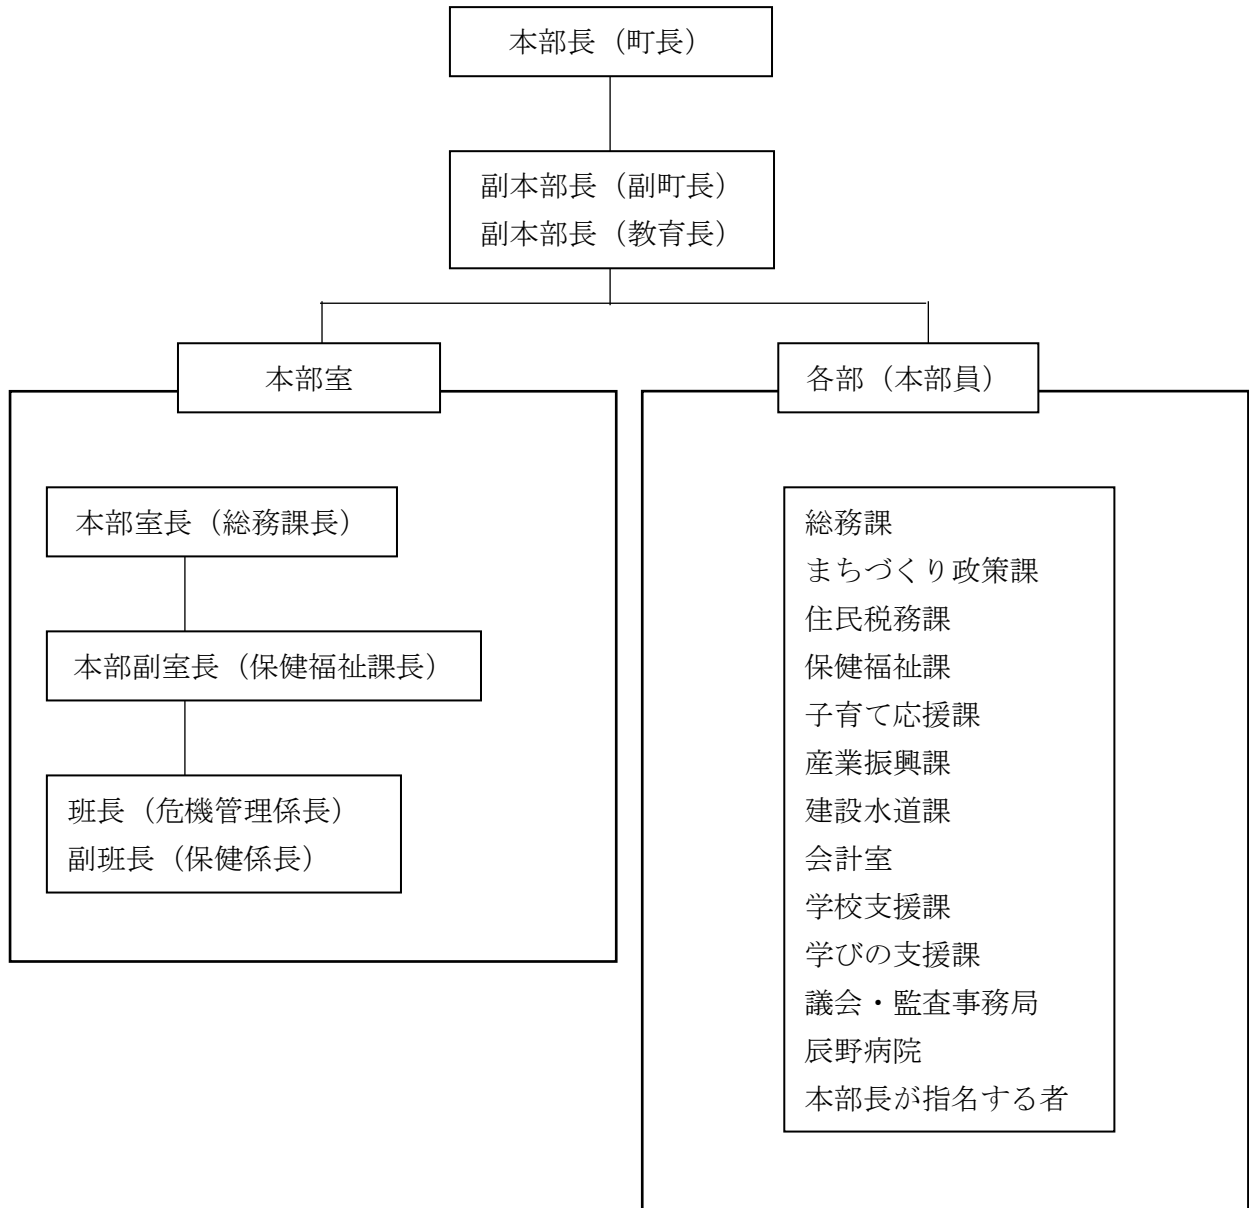 本部長（町長）
副本部長（副町長）
副本部長（教育長）
本部室
本部室長（総務課長）
本部副室長（保健福祉課長）
班長（危機管理係長）
副班長（保健係長）
各部（本部員）
総務課
まちづくり政策課
住民税務課
保健福祉課
子育て応援課
産業振興課
建設水道課
会計室
学校支援課
学びの支援課
議会・監査事務局
辰野病院
本部長が指名する者